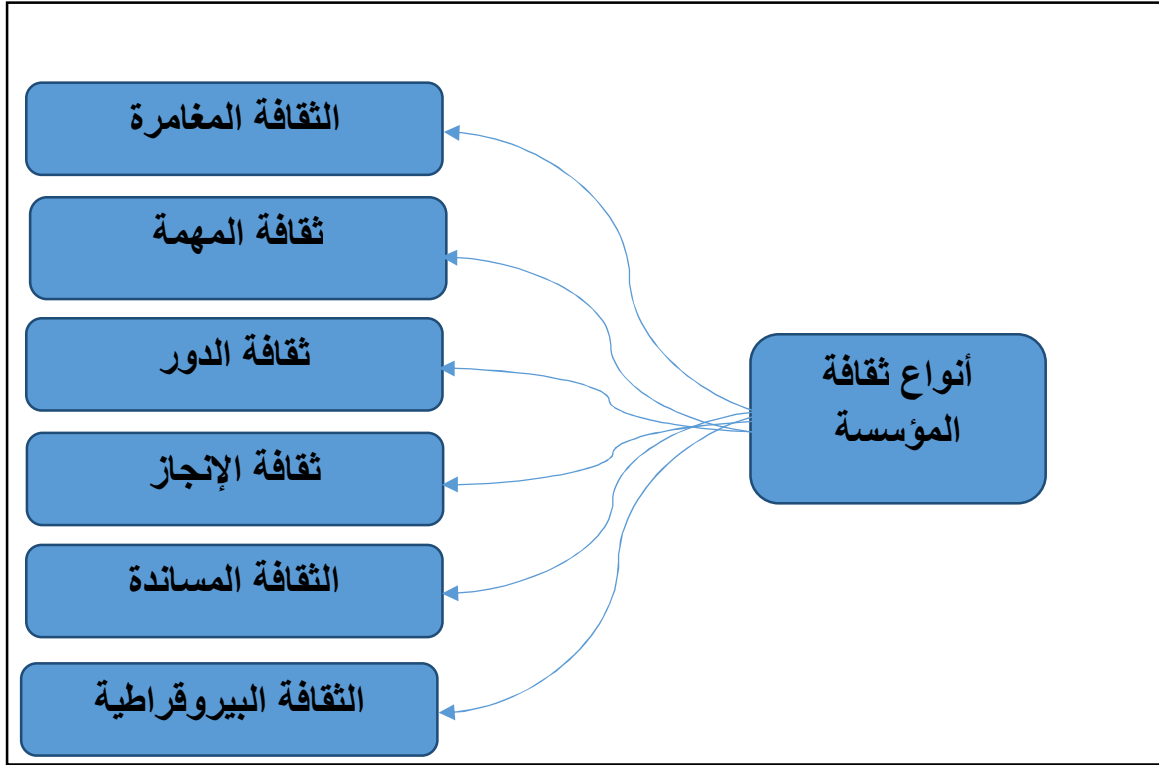 أنواع ثقافة
المؤسسة
الثقافة المغامرة
ثقافة المهمة
ثقافة الدور
ثقافة الإنجاز
الثقافة المساندة
الثقافة البيروقراطية